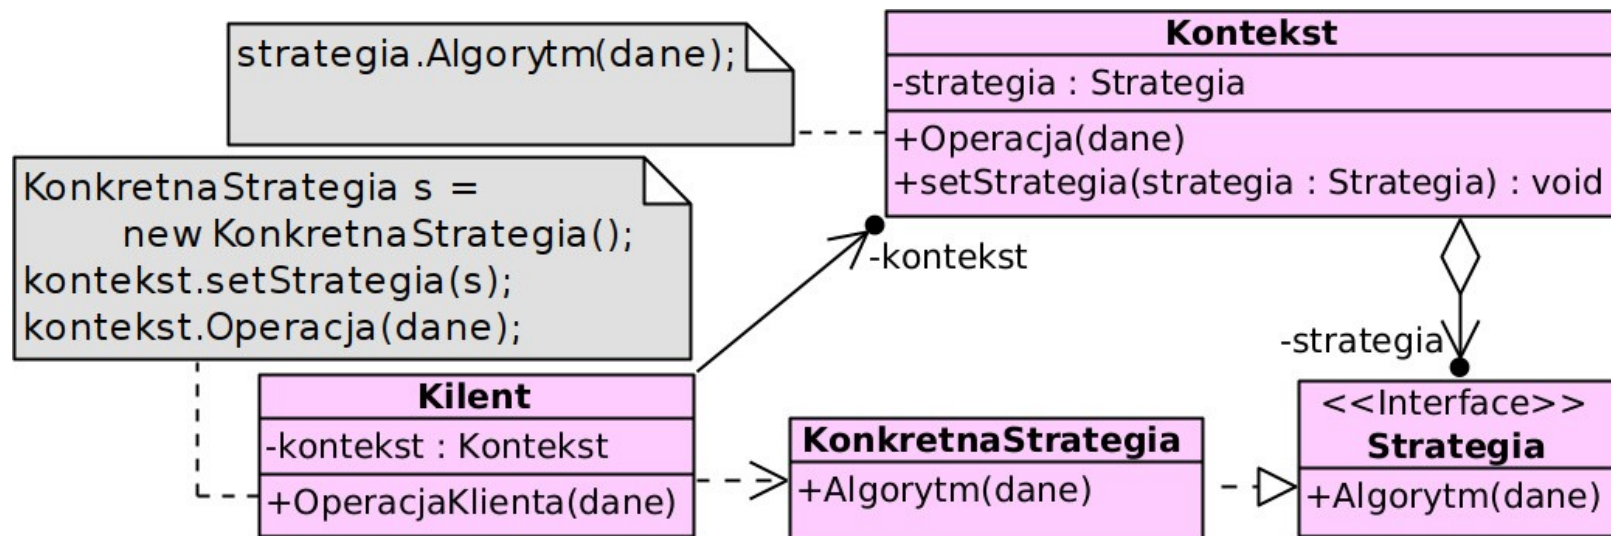 strategia.Algorytm(dane);
Kontekst
-strategia : Strategia
+Operacja(dane)
+setStrategia(strategia : Strategia) : void
KonkretnaStrategia s =
new KonkretnaStrategia();
kontekst.setStrategia(s);
kontekst.Operacja(dane);
-kontekst
-strategia
Kilent
-kontekst : Kontekst
+OperacjaKlienta(dane)
KonkretnaStrategia
+Algorytm(dane)
<<Interface>>
Strategia
+Algorytm(dane)